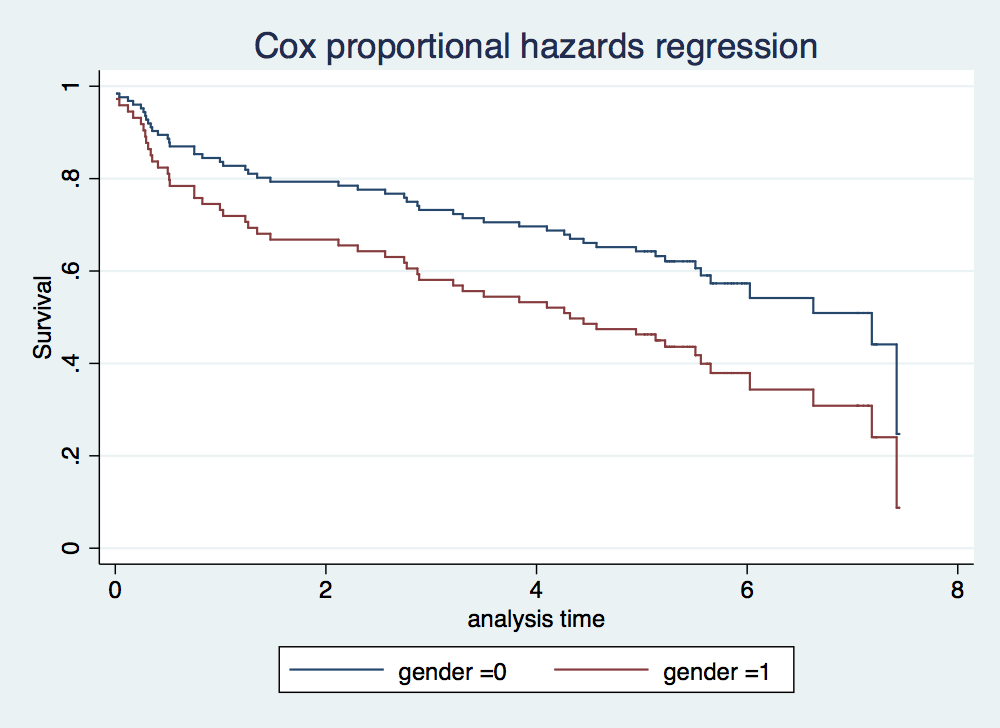 Cox proportional hazards regression
Survival
1
.8
.6
.4
.2
0
0 2 4 6 8
analysis time
gender =0 gender =1